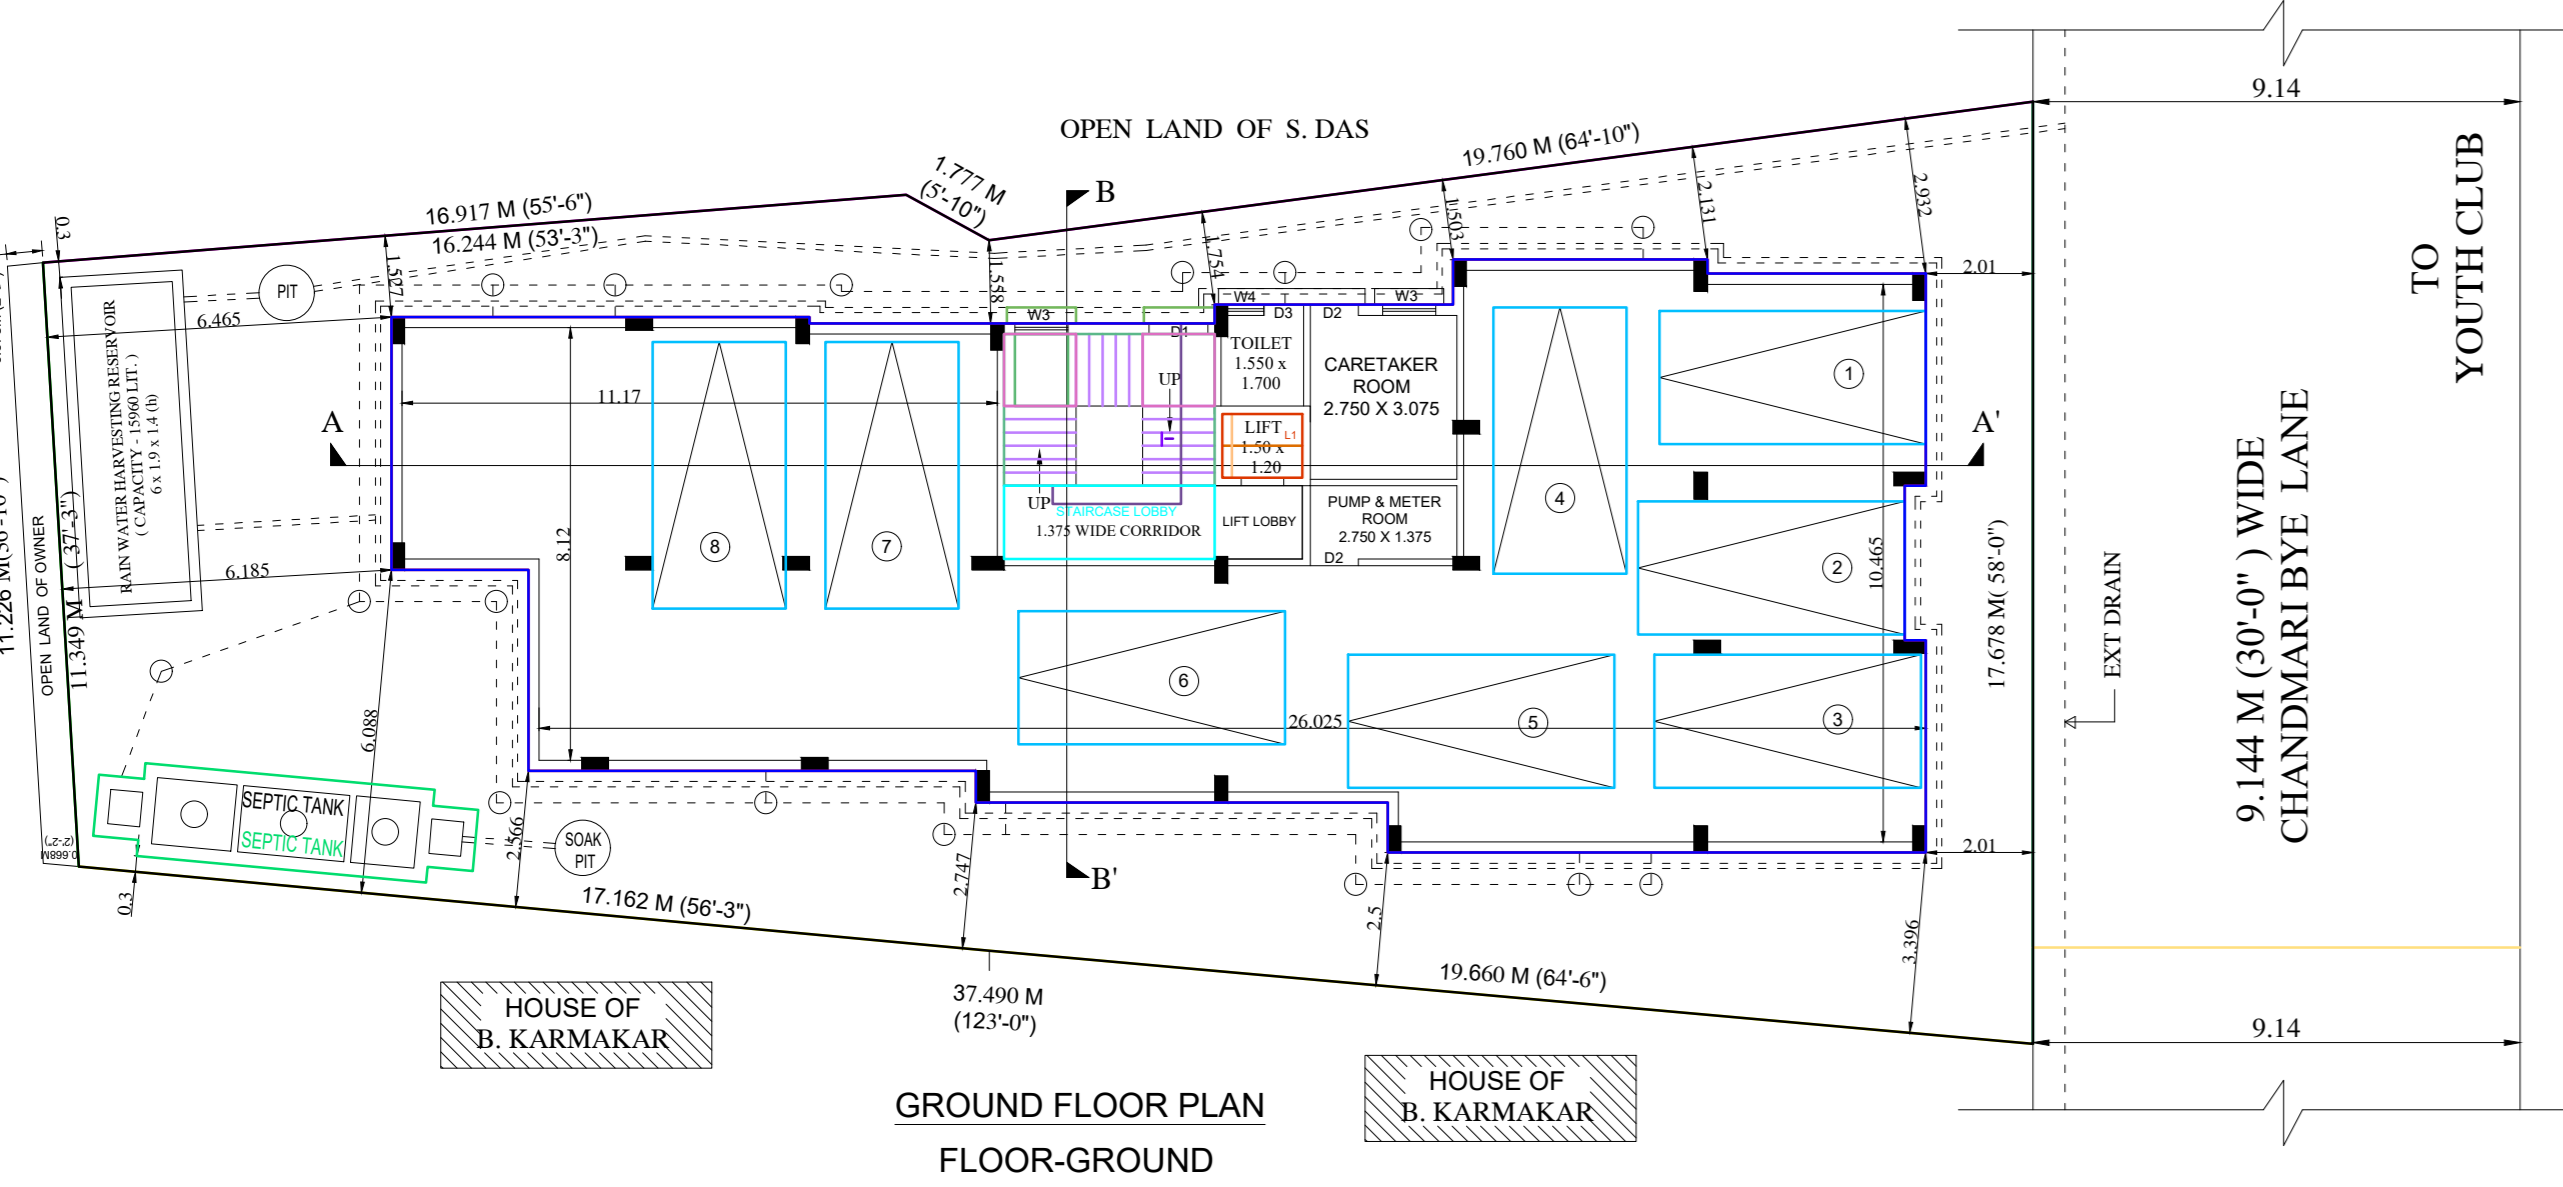 OPEN LAND OF S. DAS
16.917 M (55'-6")
16.244 M (53'-3")
1.777 M
(5'-10")
19.760 M (64'-10")
9.14
TO
YOUTH CLUB
B
0.3
1.527
1.558
1.754
1.503
2.131
2.932
2.01
PIT
6.465
RAIN WATER HARVESTING RESERVOIR
( CAPACITY - 15960 LIT. )
6 x 1.9 x 1.4 (h)
W3
D1
W4
D3
D2
W3
TOILET
1.550 x
1.700
CARETAKER
ROOM
2.750 X 3.075
UP
11.17
A
A'
LIFT
1.50 x
1.20
L1
1
4
8
7
2
UP
STAIRCASE LOBBY
1.375 WIDE CORRIDOR
LIFT LOBBY
PUMP & METER
ROOM
2.750 X 1.375
D2
8.12
10.465
6.185
OPEN LAND OF OWNER
11.349 M (37'-3")
17.678 M( 58'-0")
EXT DRAIN
9.144 M (30'-0" ) WIDE
CHANDMARI BYE LANE
6
5
3
26.025
6.088
SEPTIC TANK
SEPTIC TANK
SOAK
PIT
0.668M
(2'-2")
0.3
2.566
2.747
2.5
3.396
2.01
B'
17.162 M (56'-3")
19.660 M (64'-6")
37.490 M
(123'-0")
9.14
HOUSE OF
B. KARMAKAR
HOUSE OF
B. KARMAKAR
GROUND FLOOR PLAN
FLOOR-GROUND